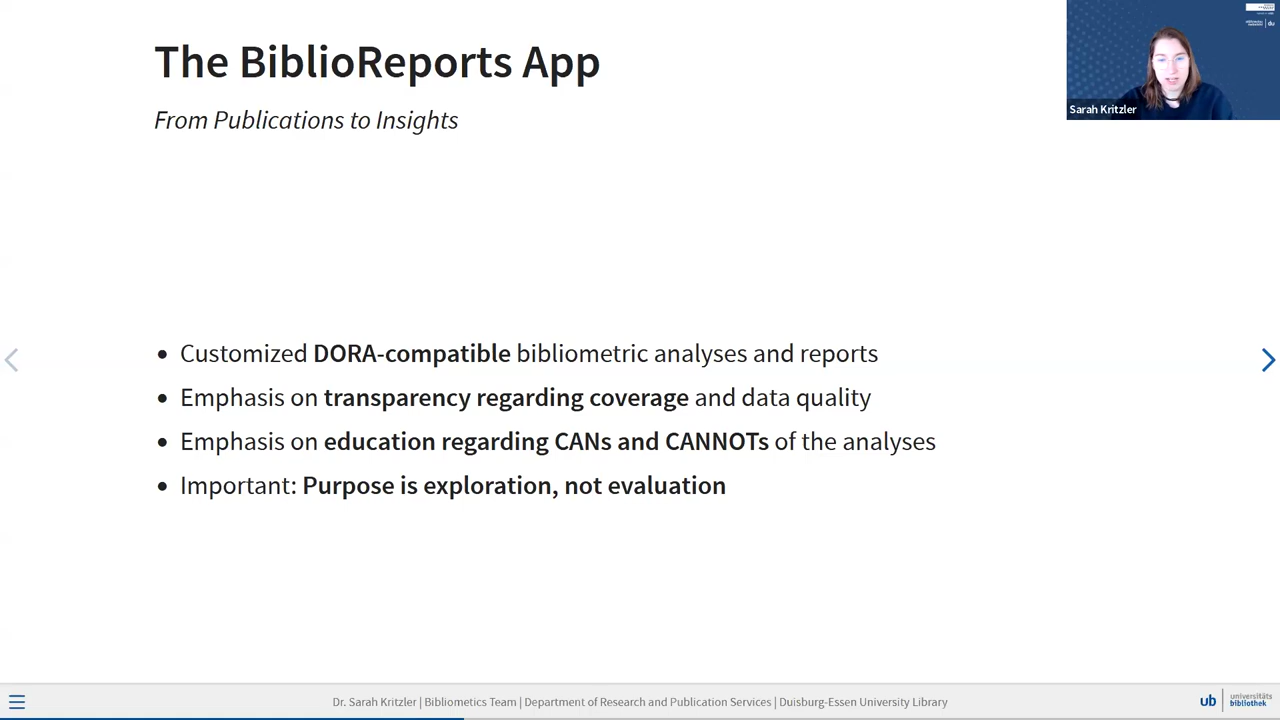 The BiblioReports App
From Publications to Insights
Sarah Kritzler
• Customized DORA-compatible bibliometric analyses and reports
• Emphasis on transparency regarding coverage and data quality
• Emphasis on education regarding CANs and CANNOTs of the analyses
• Important: Purpose is exploration, not evaluation
Dr. Sarah Kritzler | Bibliometics Team | Department of Research and Publication Services | Duisburg-Essen University Library
ub | universitäts
bibliothek